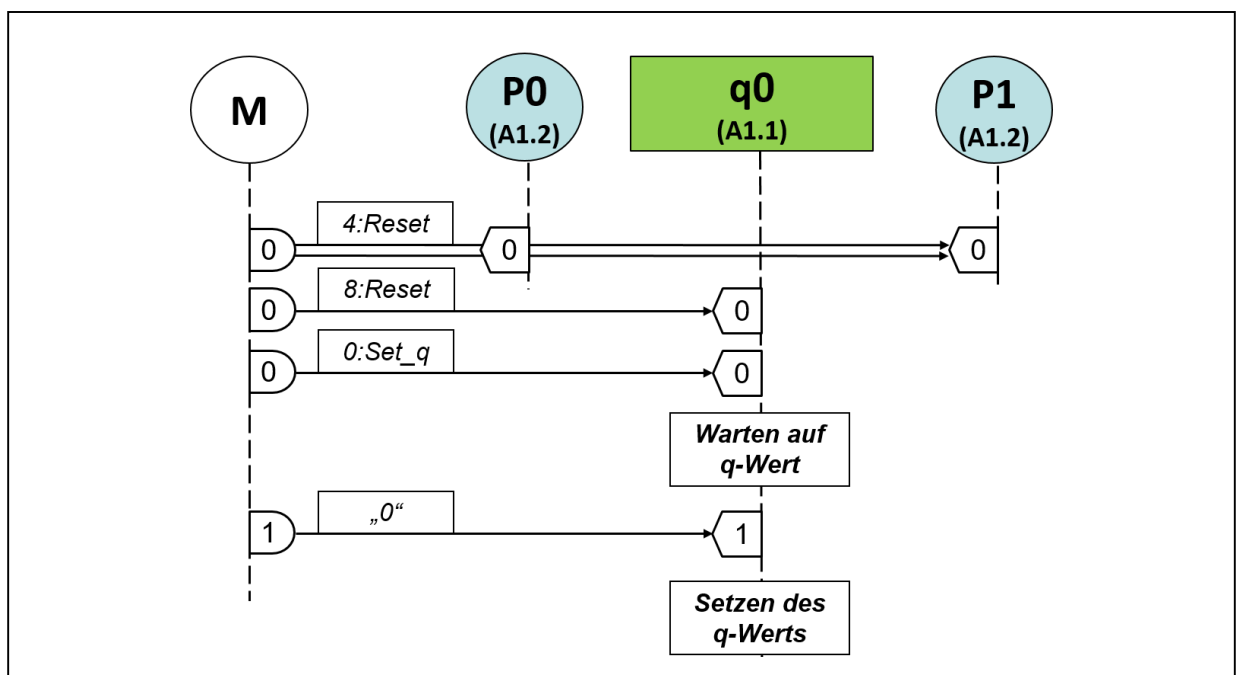 M
P0
(A1.2)
q0
(A1.1)
P1
(A1.2)
4:Reset
0
0
0
8:Reset
0
0
0:Set_q
0
0
Warten auf
q-Wert
„0“
1
1
Setzen des
q-Werts